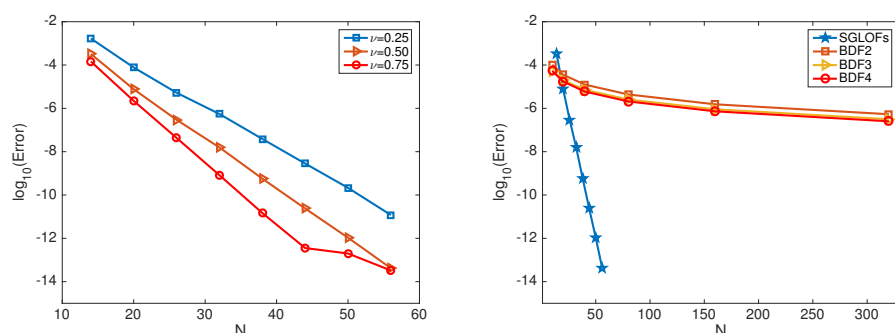 -2
-4
-6
-8
-10
-12
-14
10
20
30
40
50
60
N
log10(Error)
ν=0.25
ν=0.50
ν=0.75
-2
-4
-6
-8
-10
-12
-14
50
100
150
200
250
300
N
log10(Error)
SGLOFs
BDF2
BDF3
BDF4